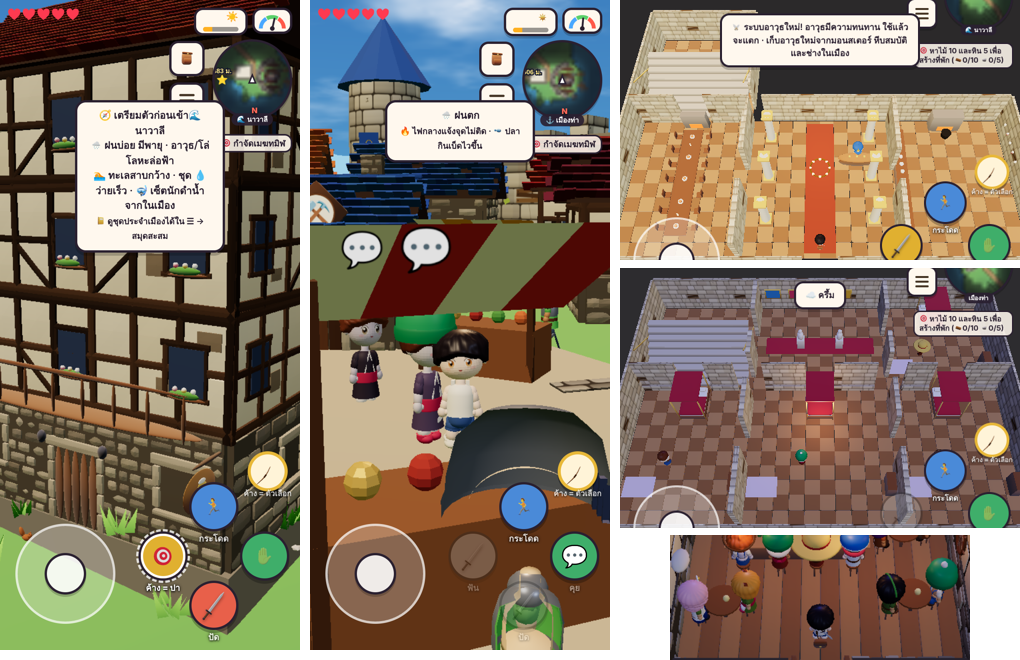 83 ม.
N
🌊 นาวาลี
🧭 เตรียมตัวก่อนเข้า🌊
นาวาลี
🌧️ ฝนบ่อย มีพายุ · อาวุธ/โล่
โลหะล่อฟ้า
🏊 ทะเลสาบกว้าง · ชุด 💧
ว่ายเร็ว · 🤿 เซ็ตนักดำน้ำ
จากในเมือง
📔 ดูชุดประจำเมืองได้ใน ☰ →
สมุดสะสม
กำจัดเมฆทมิฬ
ค้าง = ตัวเลือก
กระโดด
ค้าง = ปา
ปัด
06 ม.
N
⚓ เมืองท่า
🌧️ ฝนตก
🔥 ไฟกลางแจ้งจุดไม่ติด · 🐟 ปลา
กินเบ็ดไวขึ้น
กำจัดเมฆทมิฬ
ค้าง = ตัวเลือก
กระโดด
ฟัน
คุย
ปัด
ระบบอาวุธใหม่! อาวุธมีความทนทาน ใช้แล้ว
จะแตก · เก็บอาวุธใหม่จากมอนสเตอร์ หีบสมบัติ
และช่างในเมือง
🌊 นาวาลี
🎯 หาไม้ 10 และหิน 5 เพื่อ
สร้างที่พัก (0/10 0/5)
ค้าง = ตัวเลือก
กระโดด
☁️ ครึ้ม
เมืองท่า
🎯 หาไม้ 10 และหิน 5 เพื่อ
สร้างที่พัก (0/10 0/5)
ค้าง = ตัวเลือก
กระโดด